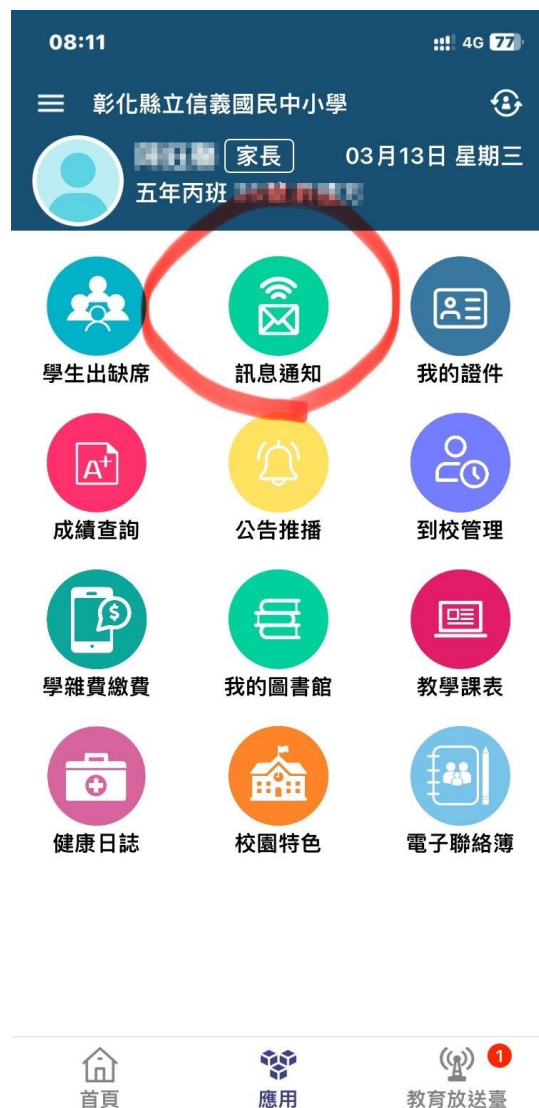 08:11 4G 77
彰化縣立信義國民中小學
家長 03月13日 星期三
五年丙班
學生出缺席 訊息通知 我的證件
A+
成績查詢 公告推播 到校管理
$
學雜費繳費 我的圖書館 教學課表
健康日誌 校園特色 電子聯絡簿
1
首頁 應用 教育放送臺